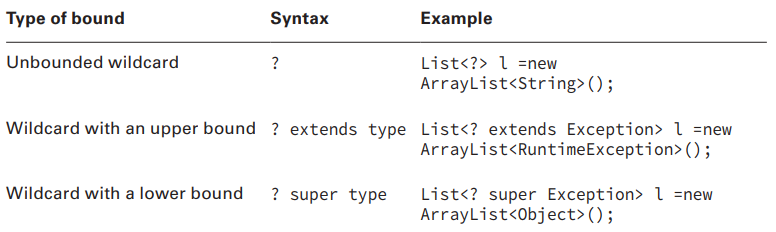 Type of bound Syntax Example
Unbounded wildcard ? List<?> l =new
ArrayList<String>();
Wildcard with an upper bound ? extends type List<? extends Exception> l =new
ArrayList<RuntimeException>();
Wildcard with a lower bound ? super type List<? super Exception> l =new
ArrayList<Object>();